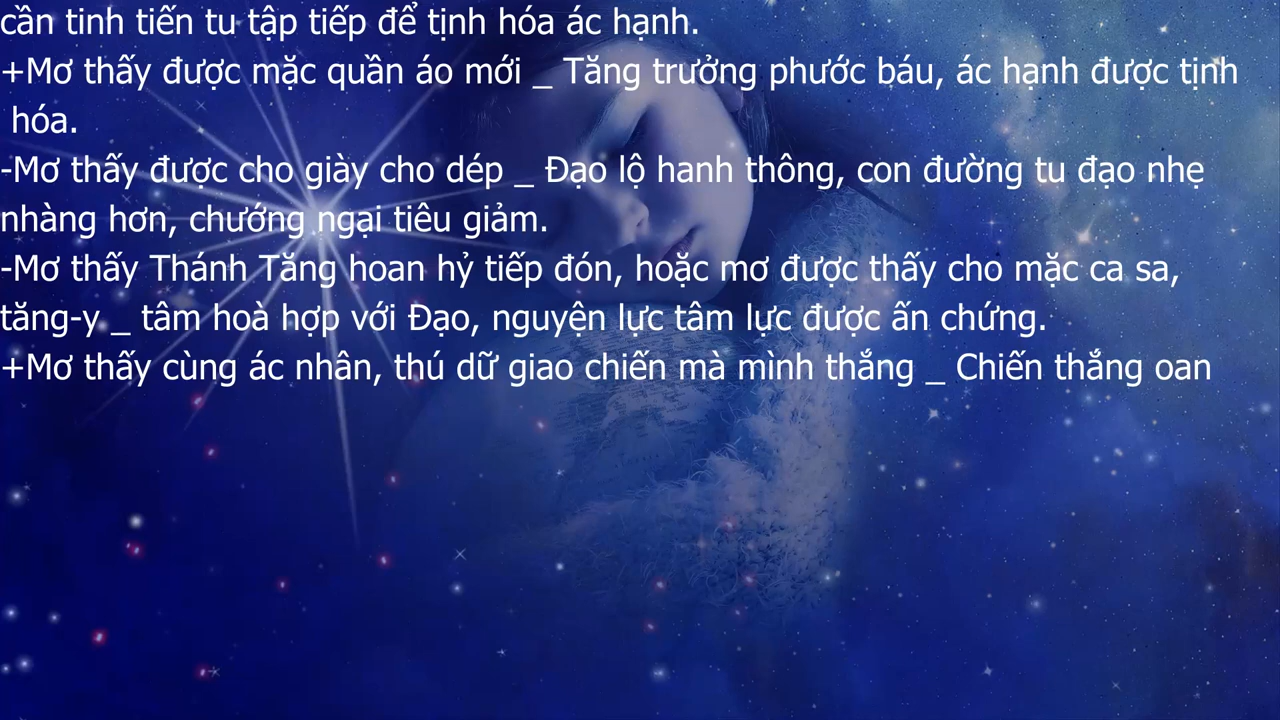 cần tinh tiến tu tập tiếp để tịnh hóa ác hạnh.
+Mơ thấy được mặc quần áo mới _ Tăng trưởng phước báu, ác hạnh được tịnh
hóa.
-Mơ thấy được cho giày cho dép _ Đạo lộ hanh thông, con đường tu đạo nhẹ
nhàng hơn, chướng ngại tiêu giảm.
-Mơ thấy Thánh Tăng hoan hỷ tiếp đón, hoặc mơ được thấy cho mặc ca sa,
tăng-y _ tâm hoà hợp với Đạo, nguyện lực tâm lực được ấn chứng.
+Mơ thấy cùng ác nhân, thú dữ giao chiến mà mình thắng _ Chiến thắng oan